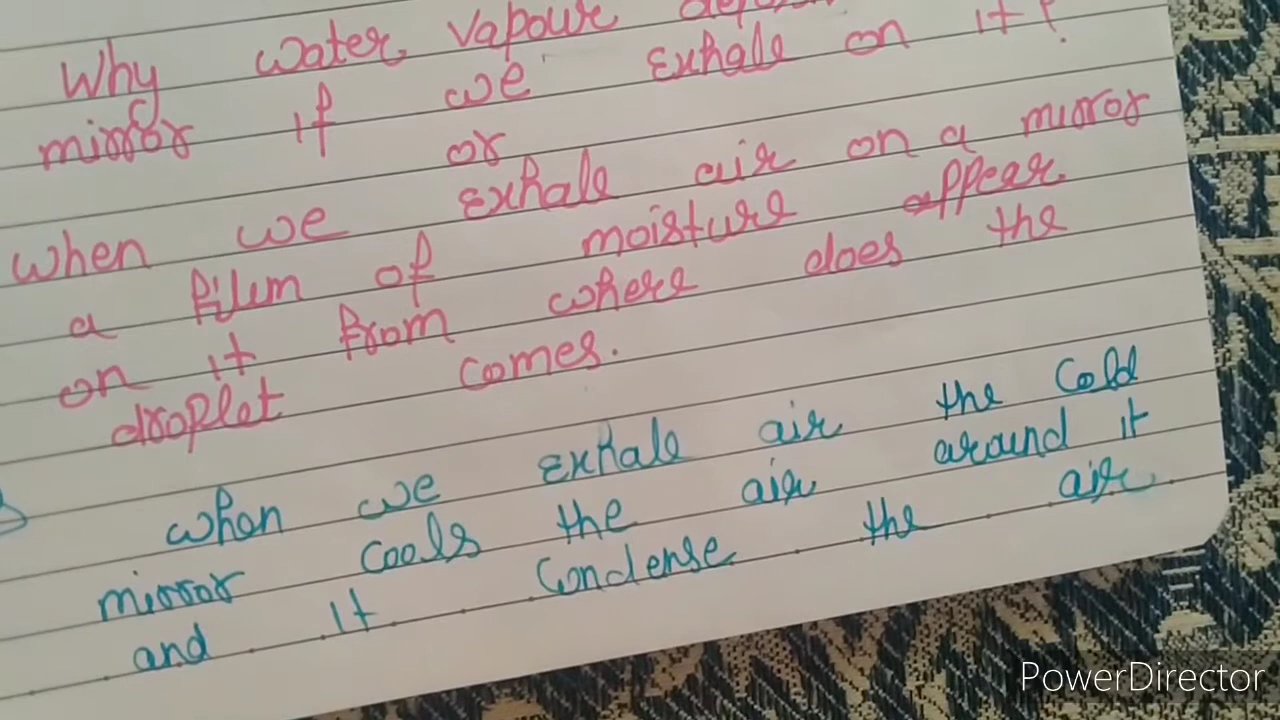 Why water vapour
mirror if we exhale on it?
or
when we exhale air on a mirror
a filem of moisture appear
on it from where does the
droplet comes.
when we exhale air the cold
mirror cools the air around it
and it condense the air
PowerDirector